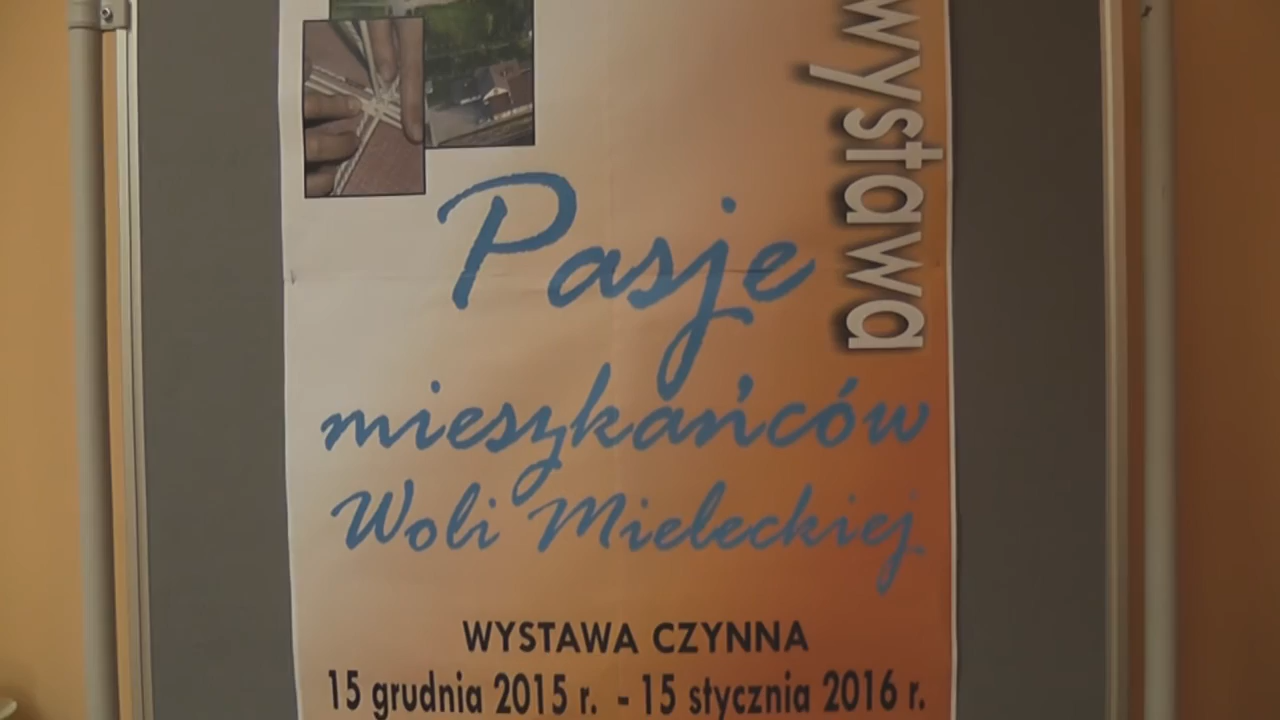 wystawa
Pasje
mieszkańców
Woli Mieleckiej
WYSTAWA CZYNNA
15 grudnia 2015 r. - 15 stycznia 2016 r.